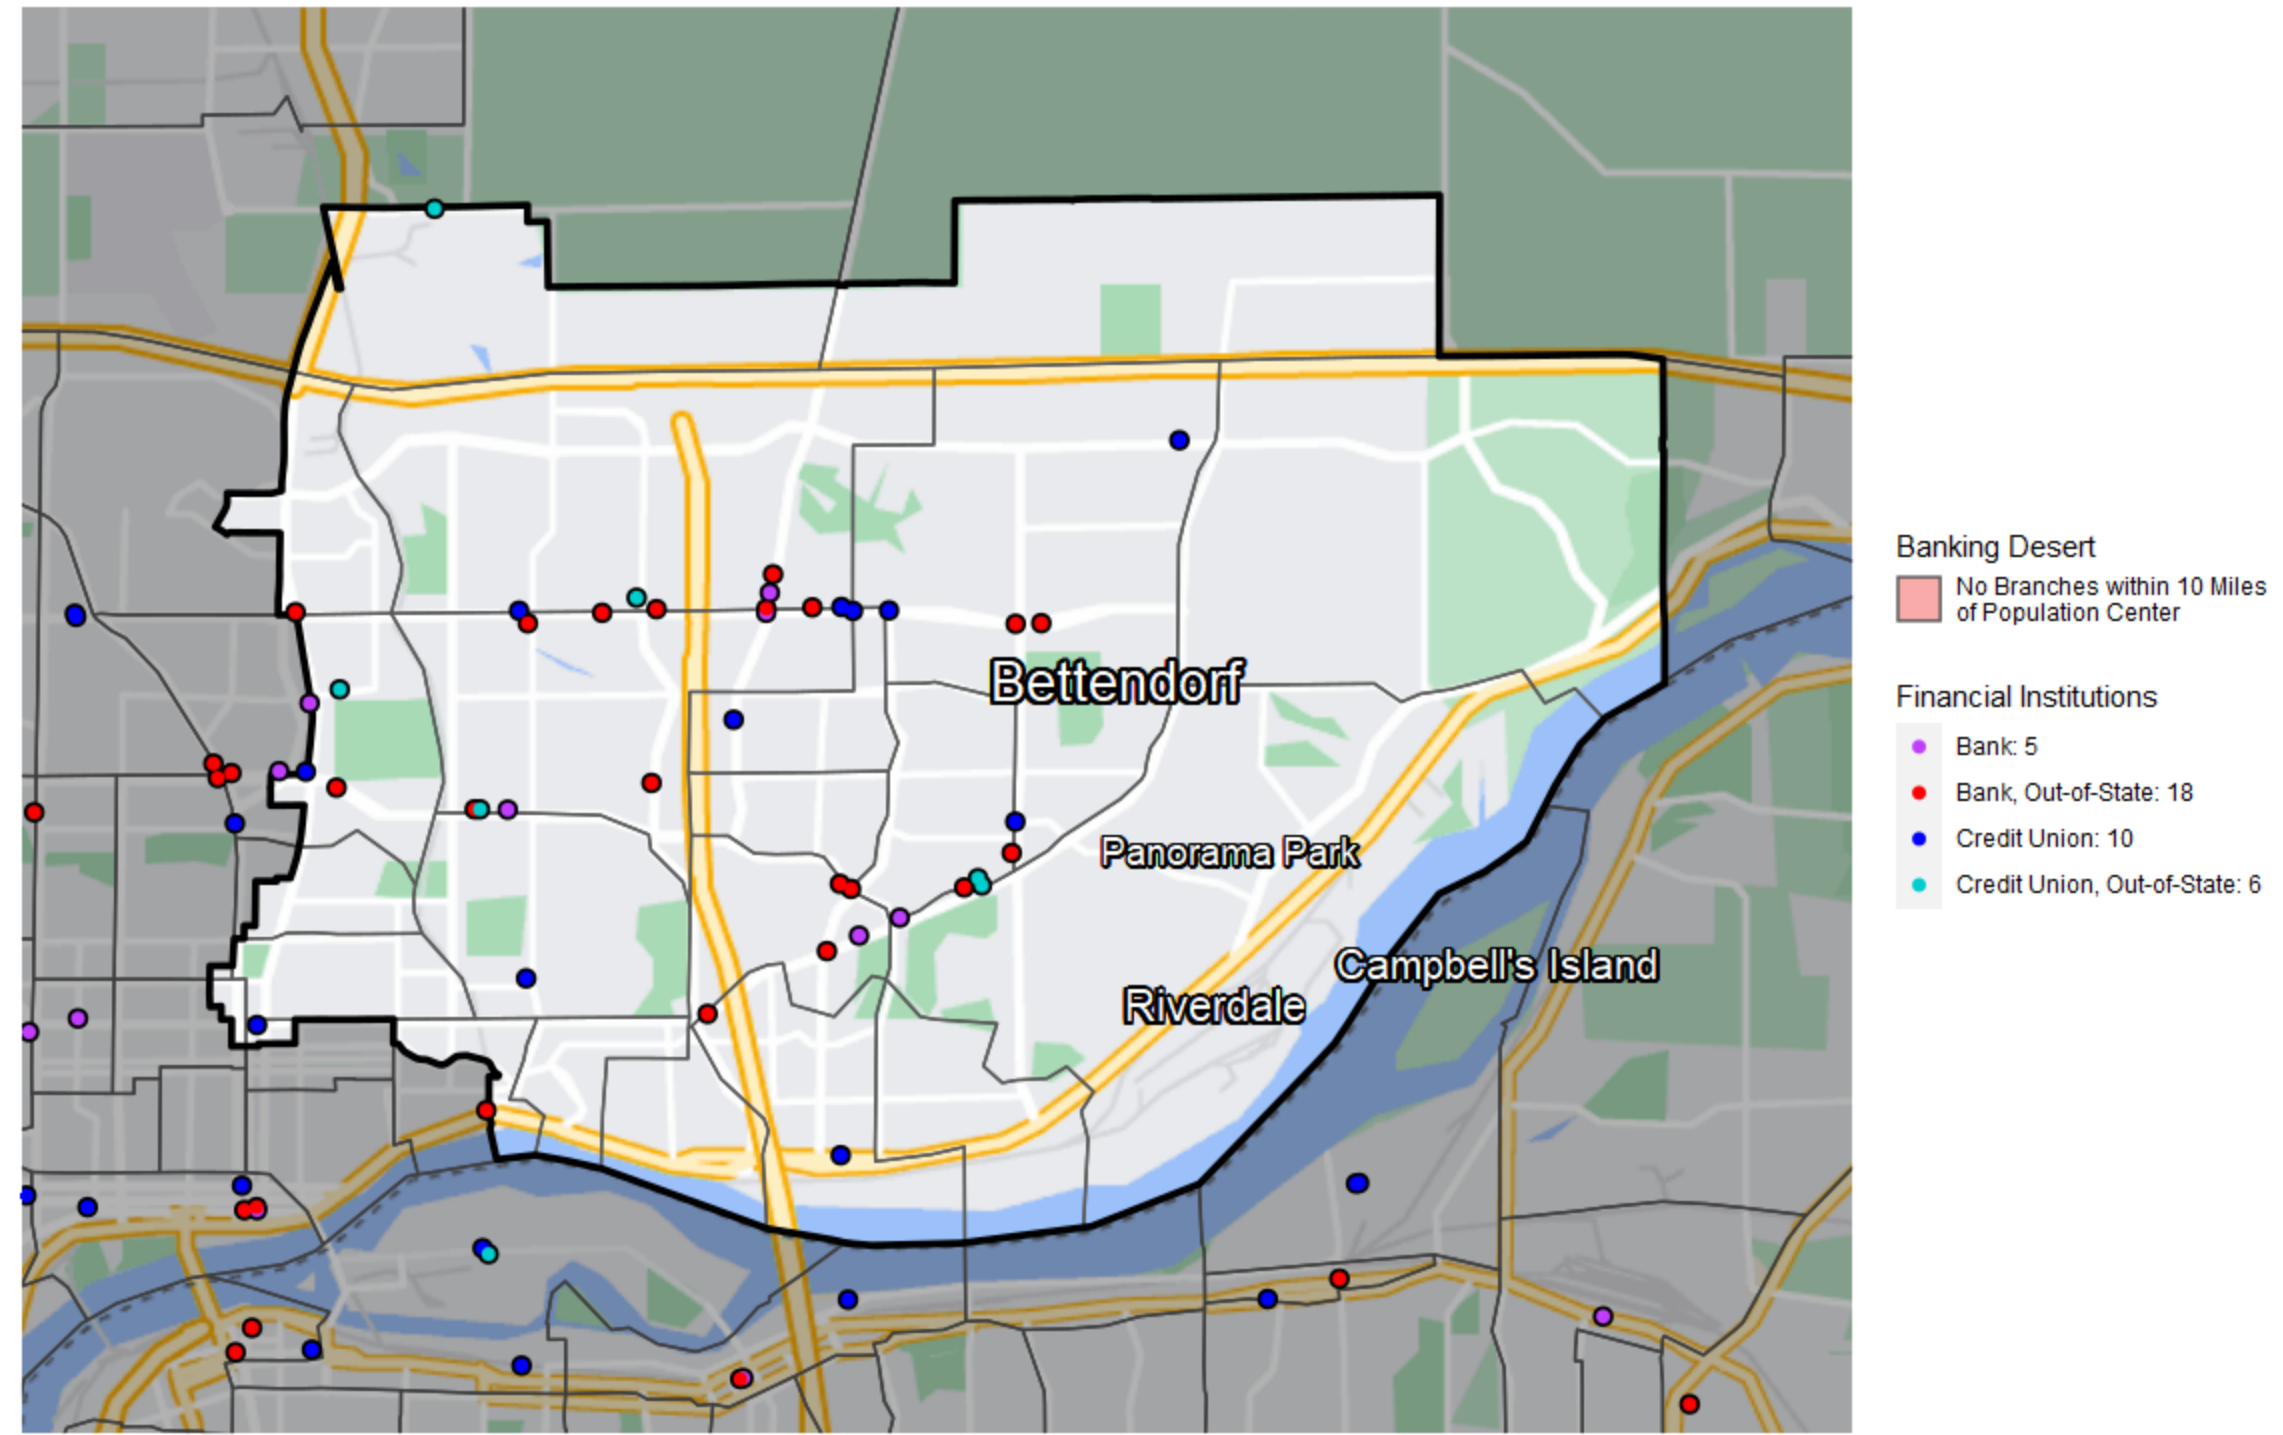 Bettendorf
Panorama Park
Campbell's Island
Riverdale
Banking Desert
No Branches within 10 Miles
of Population Center
Financial Institutions
Bank: 5
Bank, Out-of-State: 18
Credit Union: 10
Credit Union, Out-of-State: 6